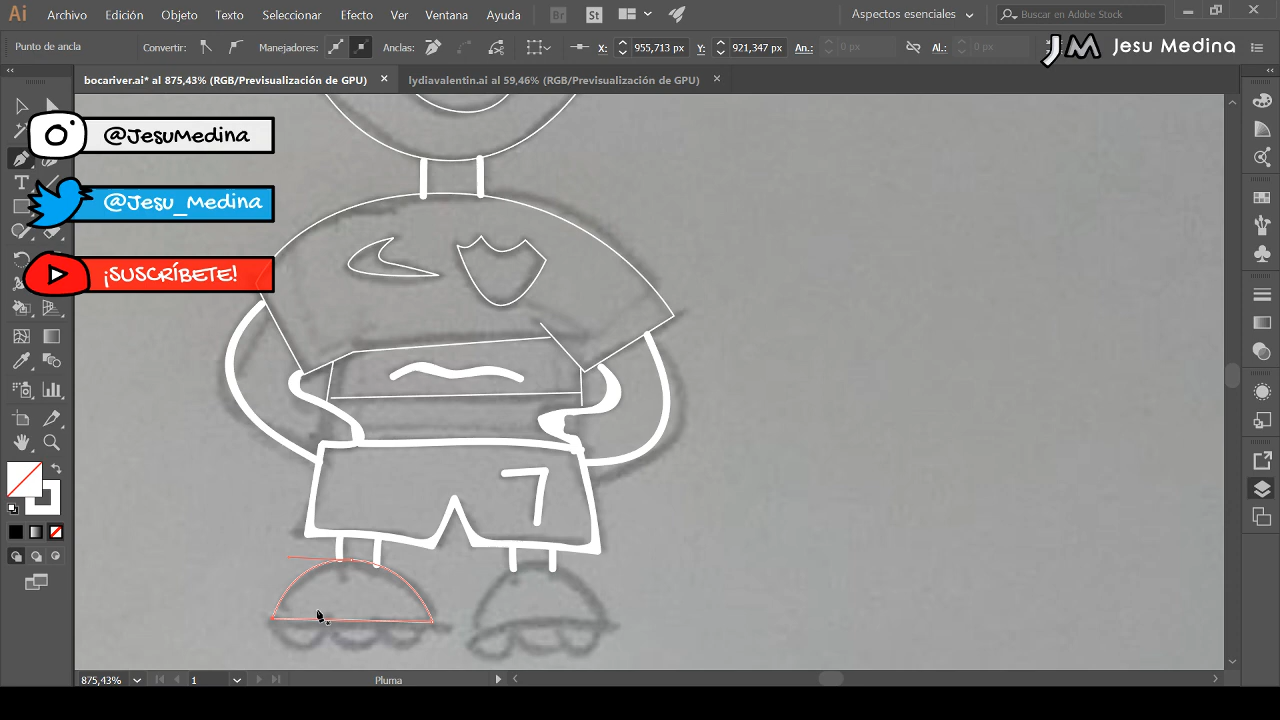 Ai Archivo Edición Objeto Texto Seleccionar Efecto Ver Ventana Ayuda Br St Aspectos esenciales Buscar en Adobe Stock
Punto de ancla Convertir: Manejadores: Anclas: X: 955,713 px Y: 921,347 px An.: 0 px Al.: 0 px
JM Jesu Medina
bocariver.ai* al 875,43% (RGB/Previsualización de GPU) × lydiavalentin.ai al 59,46% (RGB/Previsualización de GPU) ×
@JesuMedina
@Jesu_Medina
¡SUSCRÍBETE!
7
875,43% 1 Pluma